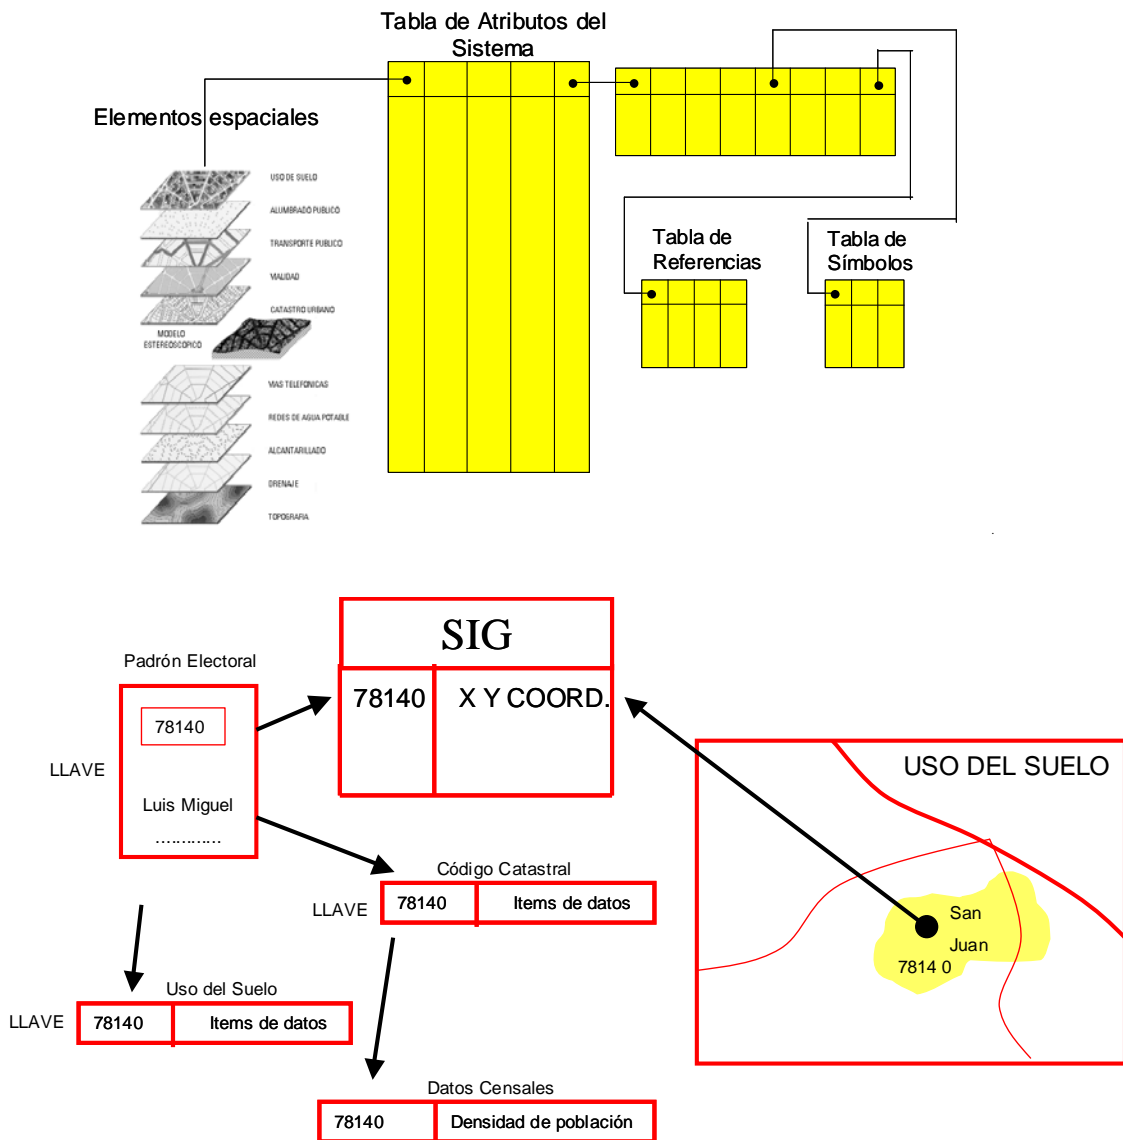 Tabla de Atributos del
Sistema
Elementos espaciales
USO DE SUELO
ALUMBRADO PUBLICO
TRANSPORTE PUBLICO
VIALIDAD
CATASTRO URBANO
MODELO
ESTEREOSCOPICO
VIAS TELEFONICAS
REDES DE AGUA POTABLE
ALCANTARILLADO
DRENAJE
TOPOGRAFIA
Tabla de
Referencias
Tabla de
Símbolos
SIG
78140
X Y COORD.
Padrón Electoral
78140
LLAVE
Luis Miguel
.............
USO DEL SUELO
San
Juan
7814 0
Código Catastral
LLAVE
78140
Items de datos
Uso del Suelo
LLAVE
78140
Items de datos
Datos Censales
78140
Densidad de población